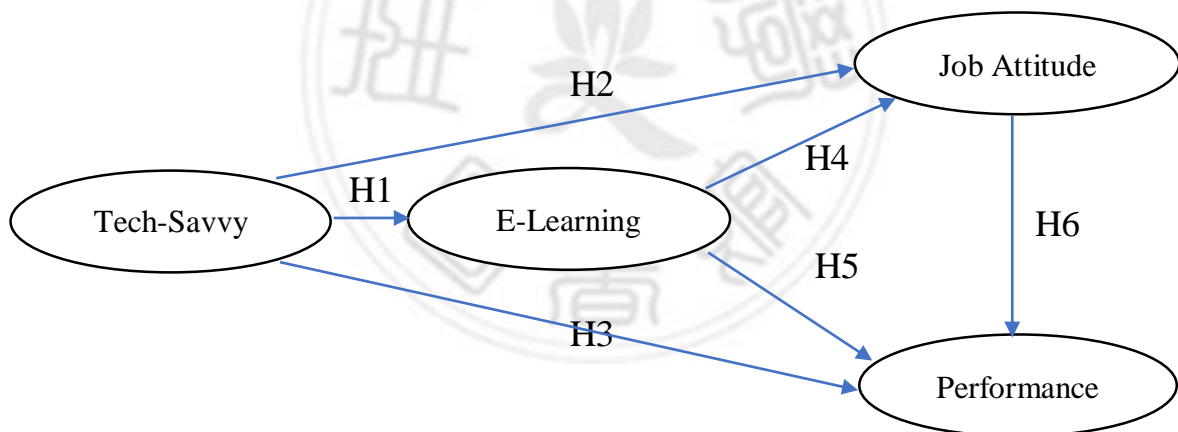 Job Attitude
H2
H4
H1
Tech-Savvy
E-Learning
H6
H5
H3
Performance